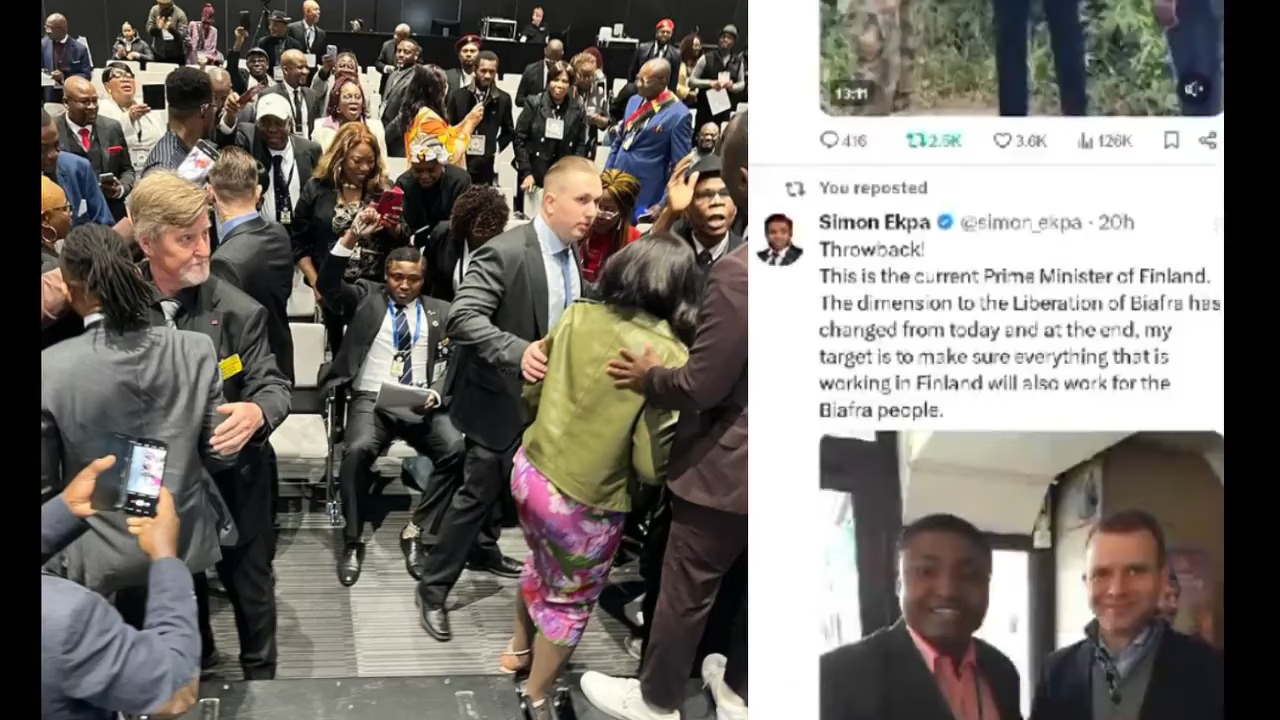 13:11
416 2.5K 3.6K 126K
You reposted
Simon Ekpa @simon_ekpa · 20h
Throwback!
This is the current Prime Minister of Finland.
The dimension to the Liberation of Biafra has
changed from today and at the end, my
target is to make sure everything that is
working in Finland will also work for the
Biafra people.